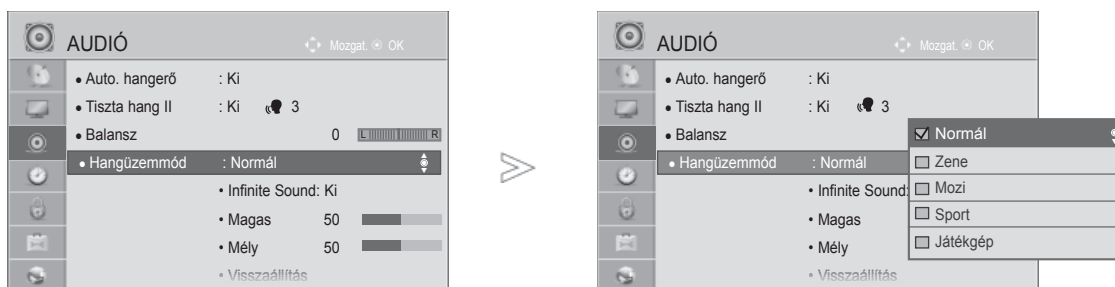 AUDIÓ
Mozgat. OK
• Auto. hangerő : Ki
• Tiszta hang II : Ki 3
• Balansz 0 L R
• Hangüzemmód : Normál
• Infinite Sound: Ki
• Magas 50
• Mély 50
• Visszaállítás
AUDIÓ
Mozgat. OK
• Auto. hangerő : Ki
• Tiszta hang II : Ki 3
• Balansz
• Hangüzemmód : Normál
• Infinite Sound:
• Magas
• Mély
• Visszaállítás
Normál
Zene
Mozi
Sport
Játékgép